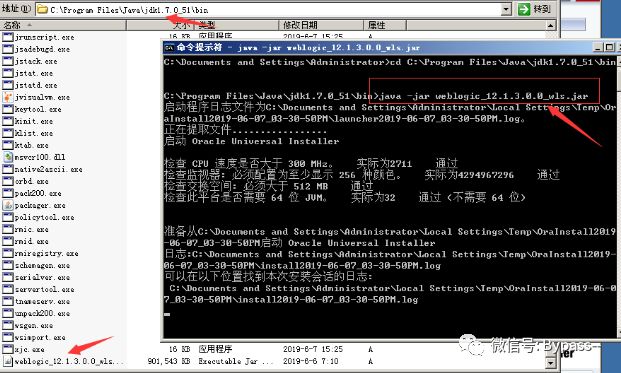 地址(D) C:\Program Files\Java\jdk1.7.0_51\bin 转到
名称 大小 类型 修改日期 属性
jrunscript.exe 16 KB 应用程序 2019-6-7 15:25 A
jsadebugd.exe
jstack.exe
jstat.exe
jstatd.exe
jvisualvm.exe
keytool.exe
kinit.exe
klist.exe
ktab.exe
msvcr100.dll
native2ascii.exe
orbd.exe
pack200.exe
packager.exe
policytool.exe
rmic.exe
rmid.exe
rmiregistry.exe
schemagen.exe
serialver.exe
servertool.exe
tnameserv.exe
unpack200.exe
wsgen.exe
wsimport.exe
xjc.exe 16 KB 应用程序 2019-6-7 15:25 A
weblogic_12.1.3.0.0_wls... 901,543 KB Executable Jar ... 2019-6-6 7:10 A
命令提示符 - java -jar weblogic_12.1.3.0.0_wls.jar
C:\Documents and Settings\Administrator>cd C:\Program Files\Java\jdk1.7.0_51\bin
C:\Program Files\Java\jdk1.7.0_51\bin>java -jar weblogic_12.1.3.0.0_wls.jar
启动程序日志文件为C:\Documents and Settings\Administrator\Local Settings\Temp\Ora
Install2019-06-07_03-30-50PM\launcher2019-06-07_03-30-50PM.log。
正在提取文件................
启动 Oracle Universal Installer
检查 CPU 速度是否大于 300 MHz。 实际为2711 通过
检查监视器: 必须配置为至少显示 256 种颜色。 实际为4294967296 通过
检查交换空间: 必须大于 512 MB 通过
检查此平台是否需要 64 位 JVM。 实际为32 通过 (不需要 64 位)
准备从C:\Documents and Settings\Administrator\Local Settings\Temp\OraInstall2019
-06-07_03-30-50PM启动 Oracle Universal Installer
日志:C:\Documents and Settings\Administrator\Local Settings\Temp\OraInstall2019-
06-07_03-30-50PM\install2019-06-07_03-30-50PM.log
可以在以下位置找到本次安装会话的日志:
C:\Documents and Settings\Administrator\Local Settings\Temp\OraInstall2019-06-0
7_03-30-50PM\install2019-06-07_03-30-50PM.log
微信号: Bypass